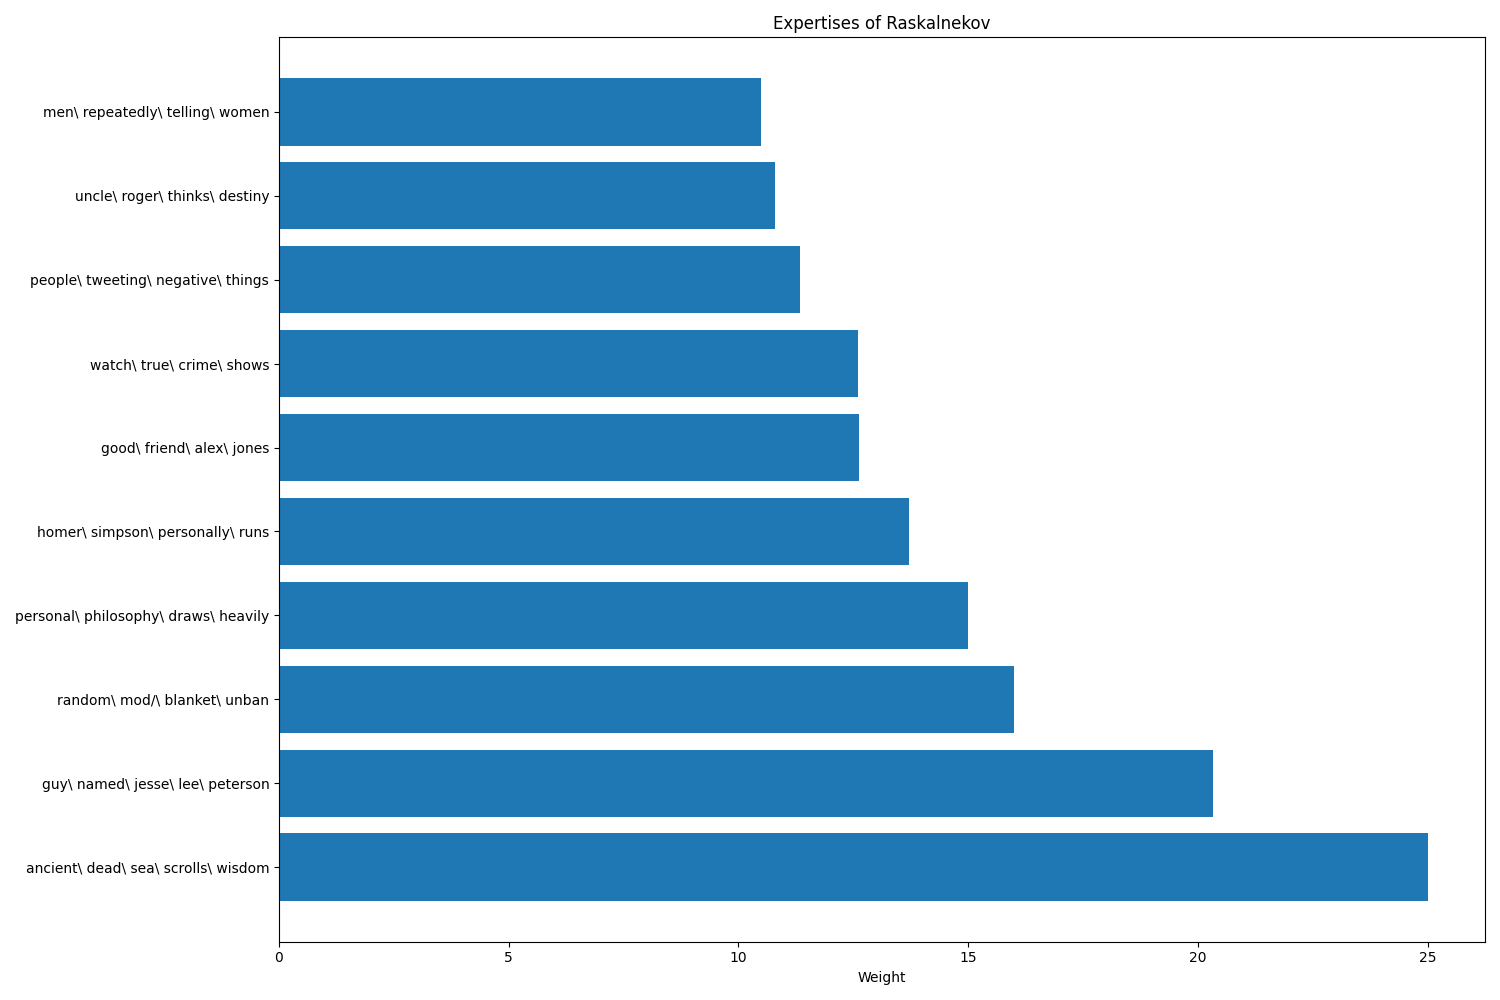 Expertises of Raskalnekov
men\ repeatedly\ telling\ women
uncle\ roger\ thinks\ destiny
people\ tweeting\ negative\ things
watch\ true\ crime\ shows
good\ friend\ alex\ jones
homer\ simpson\ personally\ runs
personal\ philosophy\ draws\ heavily
random\ mod/\ blanket\ unban
guy\ named\ jesse\ lee\ peterson
ancient\ dead\ sea\ scrolls\ wisdom
0 5 10 15 20 25
Weight